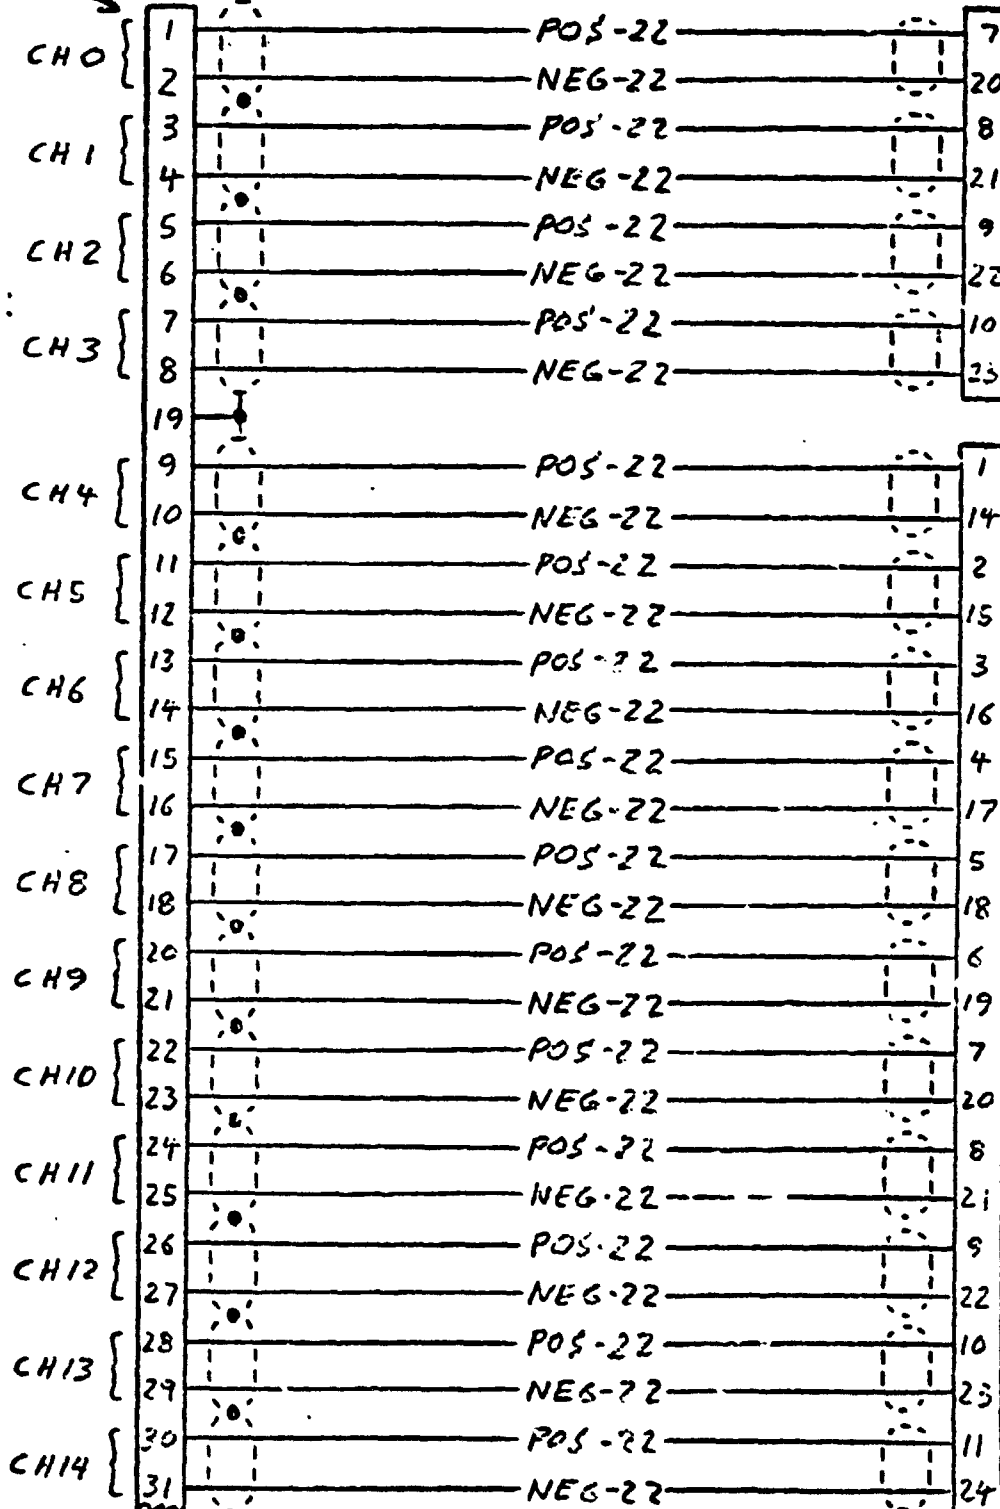 1 POS-22 7
CH0
2 NEG-22 20
3 POS-22 8
CH1
4 NEG-22 21
5 POS-22 9
CH2
6 NEG-22 22
7 POS-22 10
CH3
8 NEG-22 23
19
9 POS-22 1
CH4
10 NEG-22 14
11 POS-22 2
CH5
12 NEG-22 15
13 POS-22 3
CH6
14 NEG-22 16
15 POS-22 4
CH7
16 NEG-22 17
17 POS-22 5
CH8
18 NEG-22 18
20 POS-22 6
CH9
21 NEG-22 19
22 POS-22 7
CH10
23 NEG-22 20
24 POS-22 8
CH11
25 NEG-22 21
26 POS-22 9
CH12
27 NEG-22 22
28 POS-22 10
CH13
29 NEG-22 23
30 POS-22 11
CH14
31 NEG-22 24